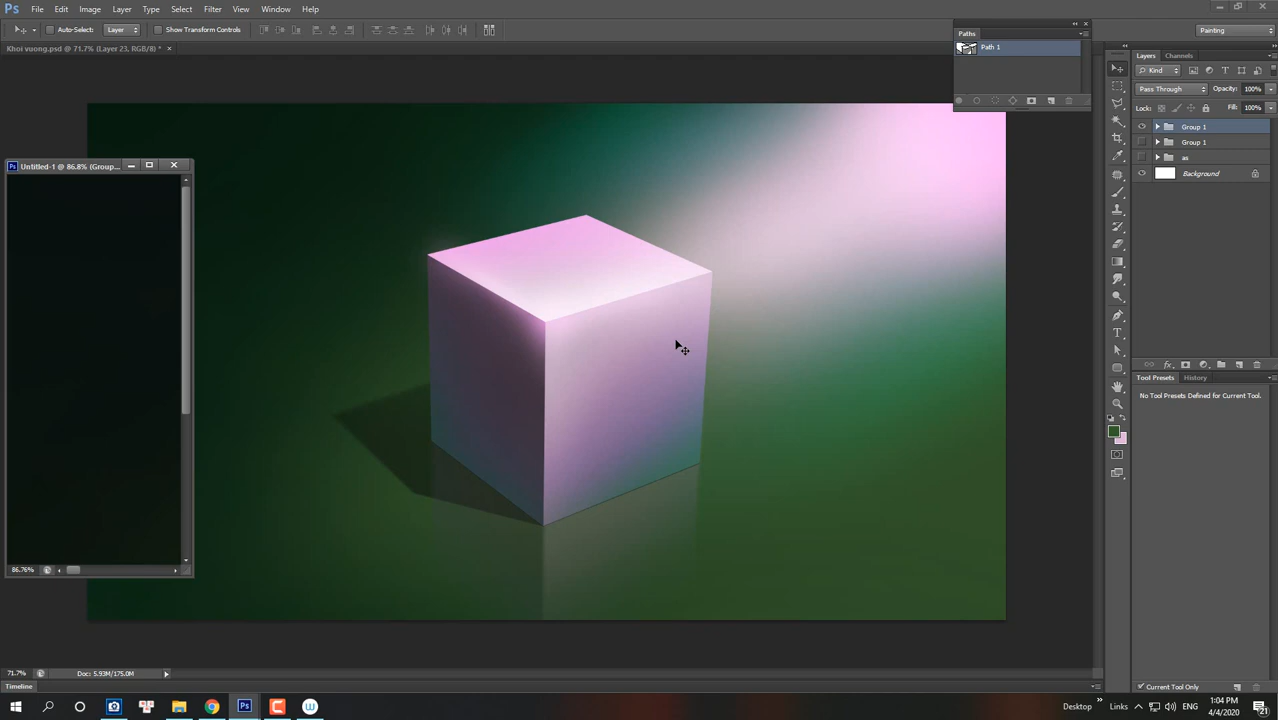 Ps File Edit Image Layer Type Select Filter 3D View Window Help
Auto-Select: Layer Show Transform Controls Painting
Khoi vuong.psd @ 71.7% (Layer 23, RGB/8) * ×
Paths
Path 1
Layers Channels
Kind
Pass Through Opacity: 100%
Lock: Fill: 100%
Group 1
Group 1
as
Background
Untitled-1 @ 86.8% (Group...
86.76%
Tool Presets History
No Tool Presets Defined for Current Tool.
71.7% Doc: 5.93M/175.0M
Timeline
Current Tool Only
Desktop Links ENG 1:04 PM
4/4/2020
21